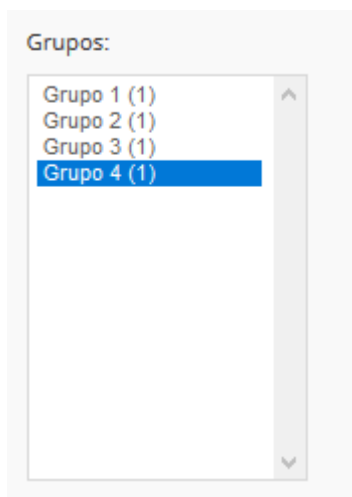 Grupos:
Grupo 1 (1)
Grupo 2 (1)
Grupo 3 (1)
Grupo 4 (1)